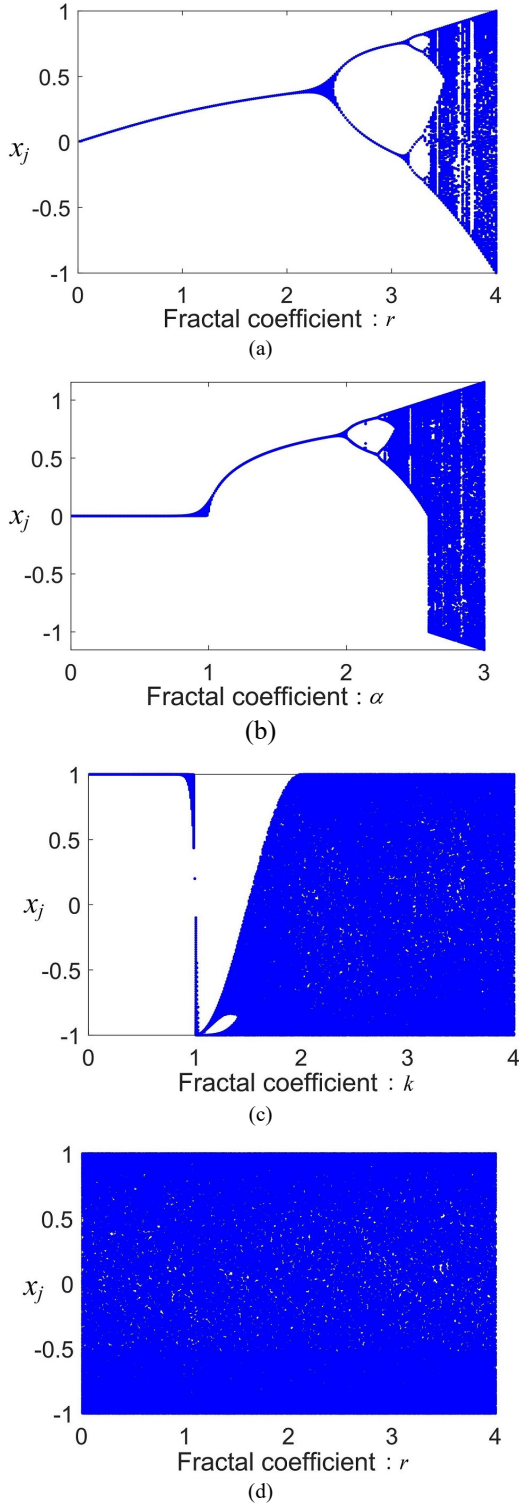 1
0.5
x_j
0
-0.5
-1
0 1 2 3 4
Fractal coefficient : r
(a)
1
0.5
x_j
0
-0.5
-1
0 1 2 3
Fractal coefficient : α
(b)
1
0.5
x_j
0
-0.5
-1
0 1 2 3 4
Fractal coefficient : k
(c)
1
0.5
x_j
0
-0.5
-1
0 1 2 3 4
Fractal coefficient : r
(d)